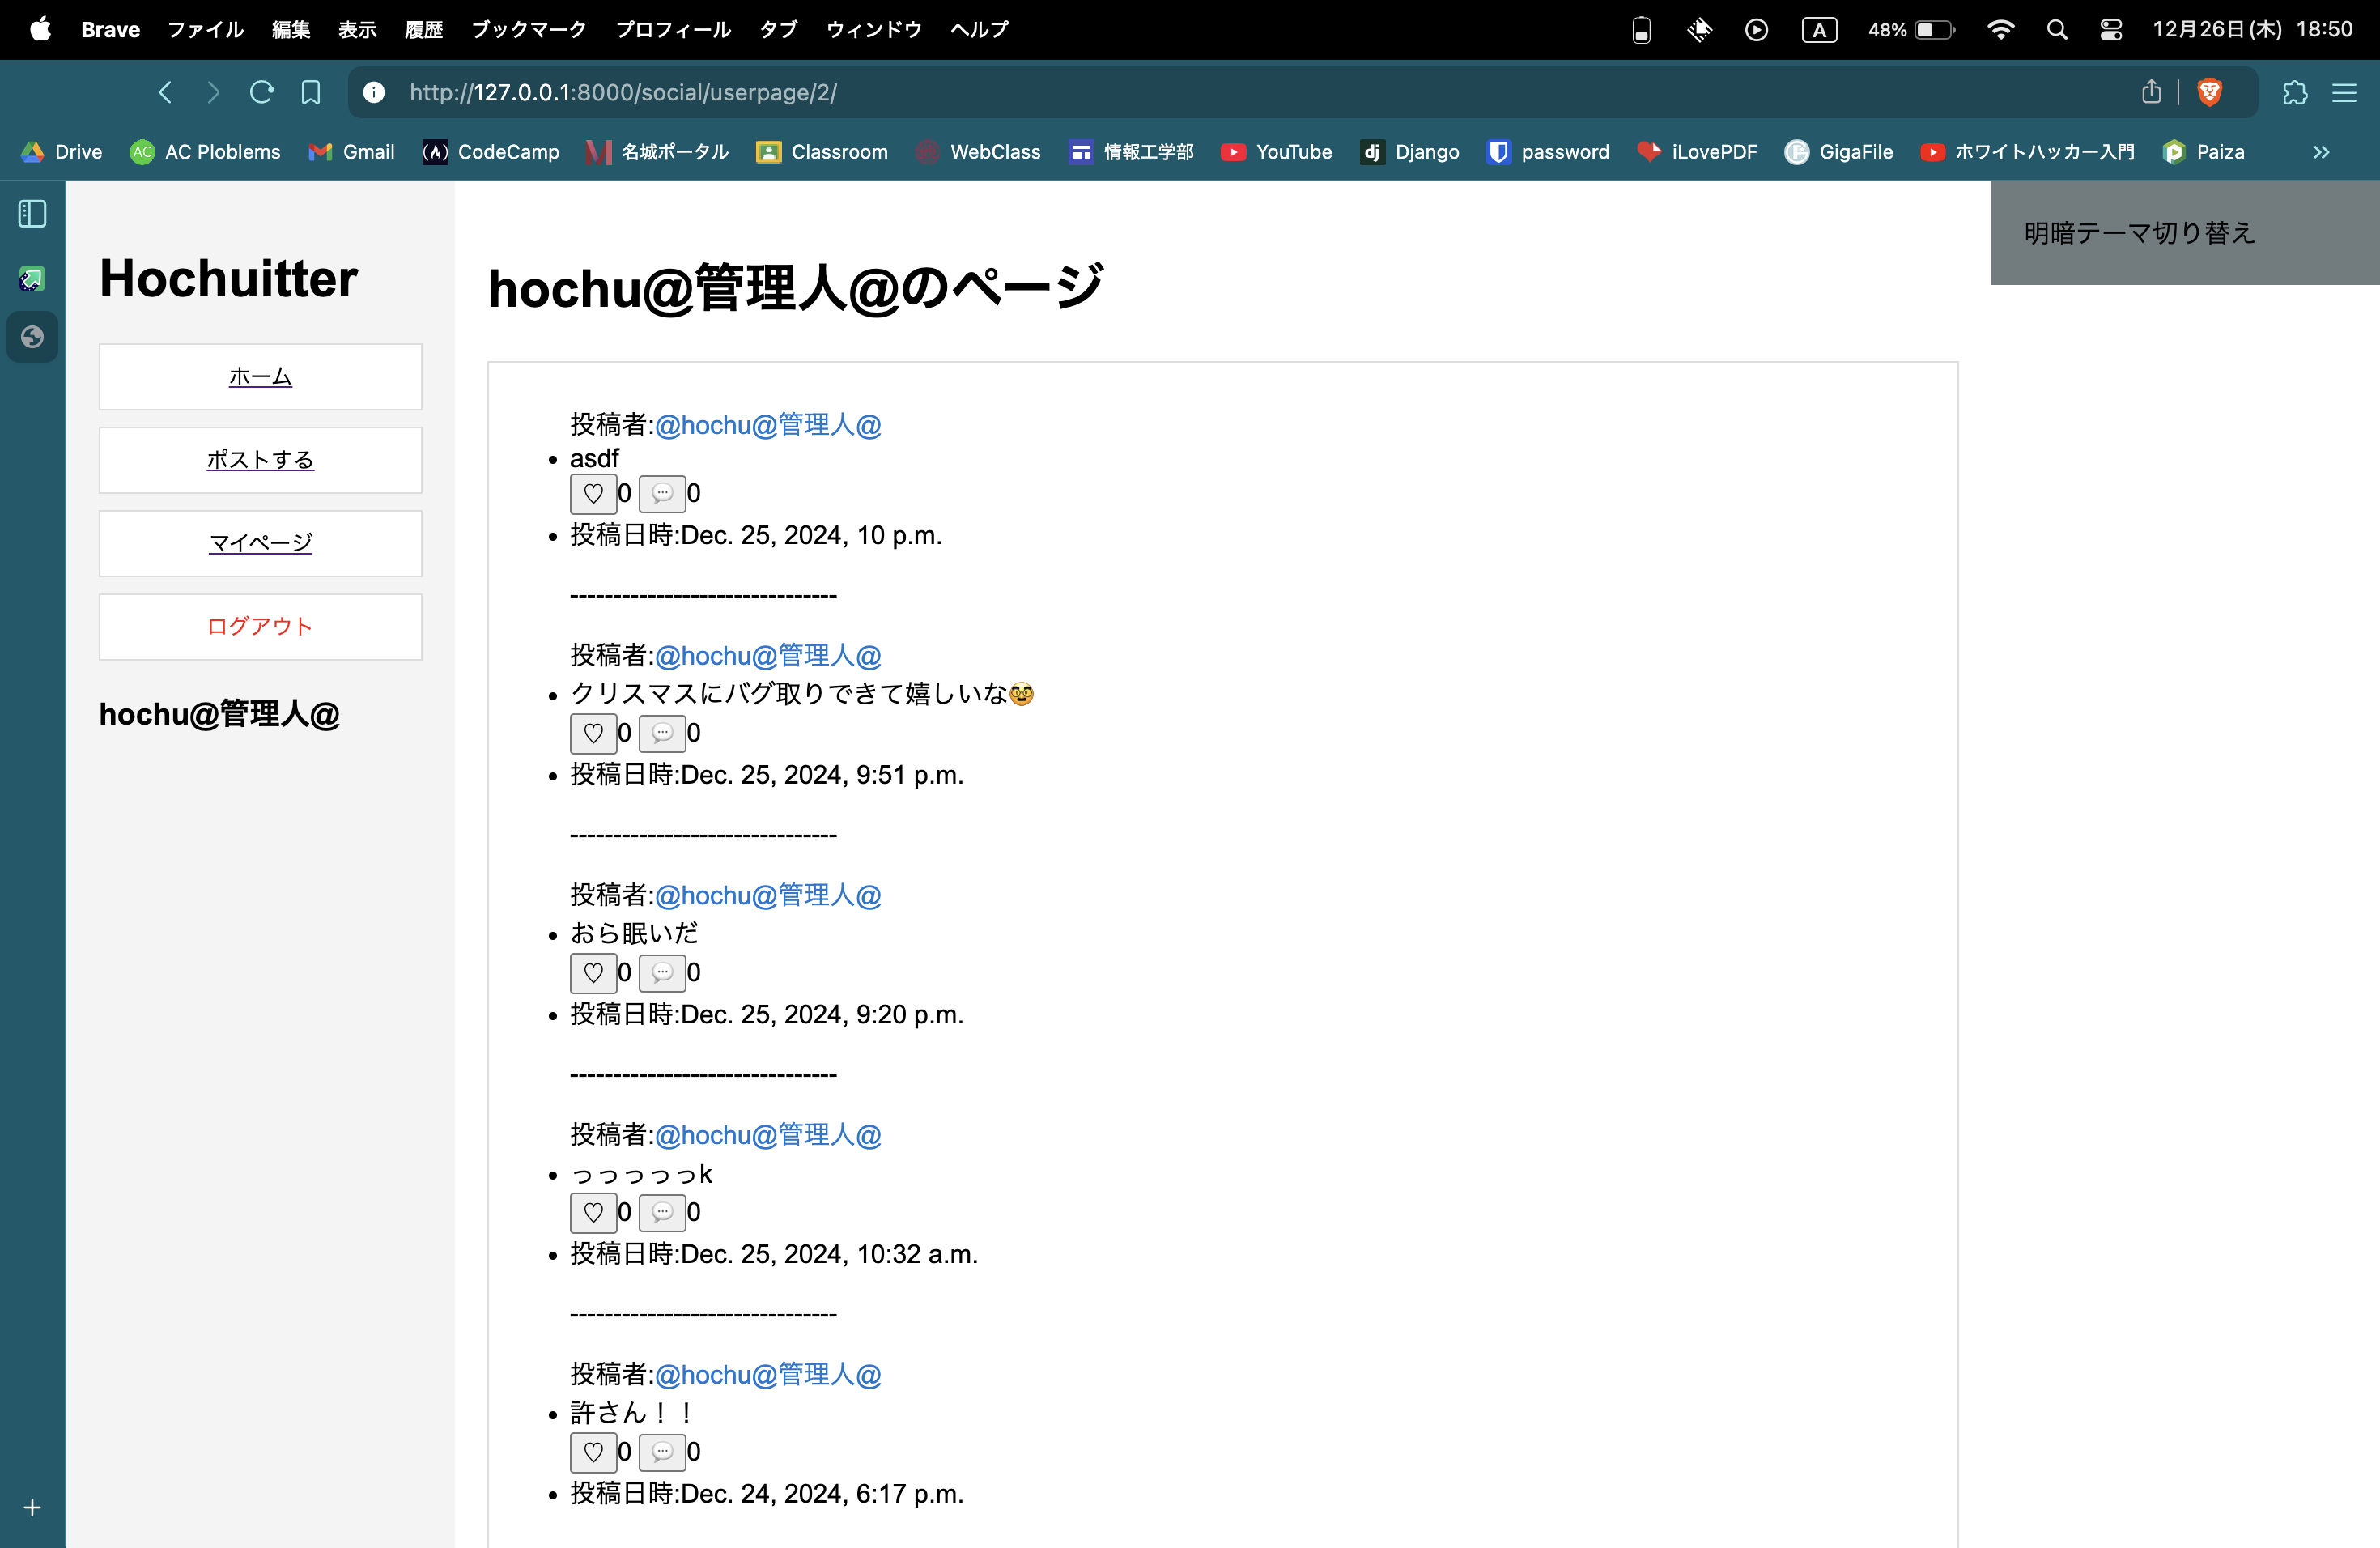 Brave ファイル 編集 表示 履歴 ブックマーク プロフィール タブ ウィンドウ ヘルプ A 48% 12月26日(木) 18:50
http://127.0.0.1:8000/social/userpage/2/
Drive AC AC Ploblems Gmail CodeCamp 名城ポータル Classroom WebClass 情報工学部 YouTube dj Django password iLovePDF GigaFile ホワイトハッカー入門 Paiza
明暗テーマ切り替え
Hochuitter
ホーム
ポストする
マイページ
ログアウト
hochu@管理人@
hochu@管理人@のページ
投稿者:@hochu@管理人@
• asdf
♡0 💬0
• 投稿日時:Dec. 25, 2024, 10 p.m.
-------------------------------
投稿者:@hochu@管理人@
• クリスマスにバグ取りできて嬉しいな🥸
♡0 💬0
• 投稿日時:Dec. 25, 2024, 9:51 p.m.
-------------------------------
投稿者:@hochu@管理人@
• おら眠いだ
♡0 💬0
• 投稿日時:Dec. 25, 2024, 9:20 p.m.
-------------------------------
投稿者:@hochu@管理人@
• っっっっっk
♡0 💬0
• 投稿日時:Dec. 25, 2024, 10:32 a.m.
-------------------------------
投稿者:@hochu@管理人@
• 許さん！！
♡0 💬0
• 投稿日時:Dec. 24, 2024, 6:17 p.m.